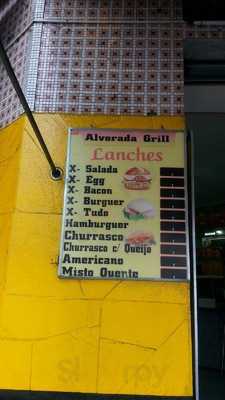 Alvorada Grill
Lanches
X- Salada
X- Egg
X- Bacon
X- Burguer
X- Tudo
Hamburguer
Churrasco
Churrasco c/ Queijo
Americano
Misto Quente